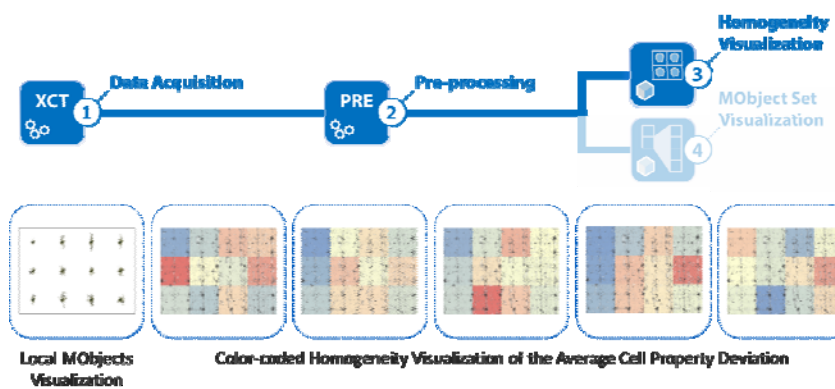 Homogeneity
Visualization
XCT
1
Data Acquisition
PRE
2
Pre-processing
3
MObject Set
Visualization
4
Local MObjects
Visualization
Color-coded Homogeneity Visualization of the Average Cell Property Deviation